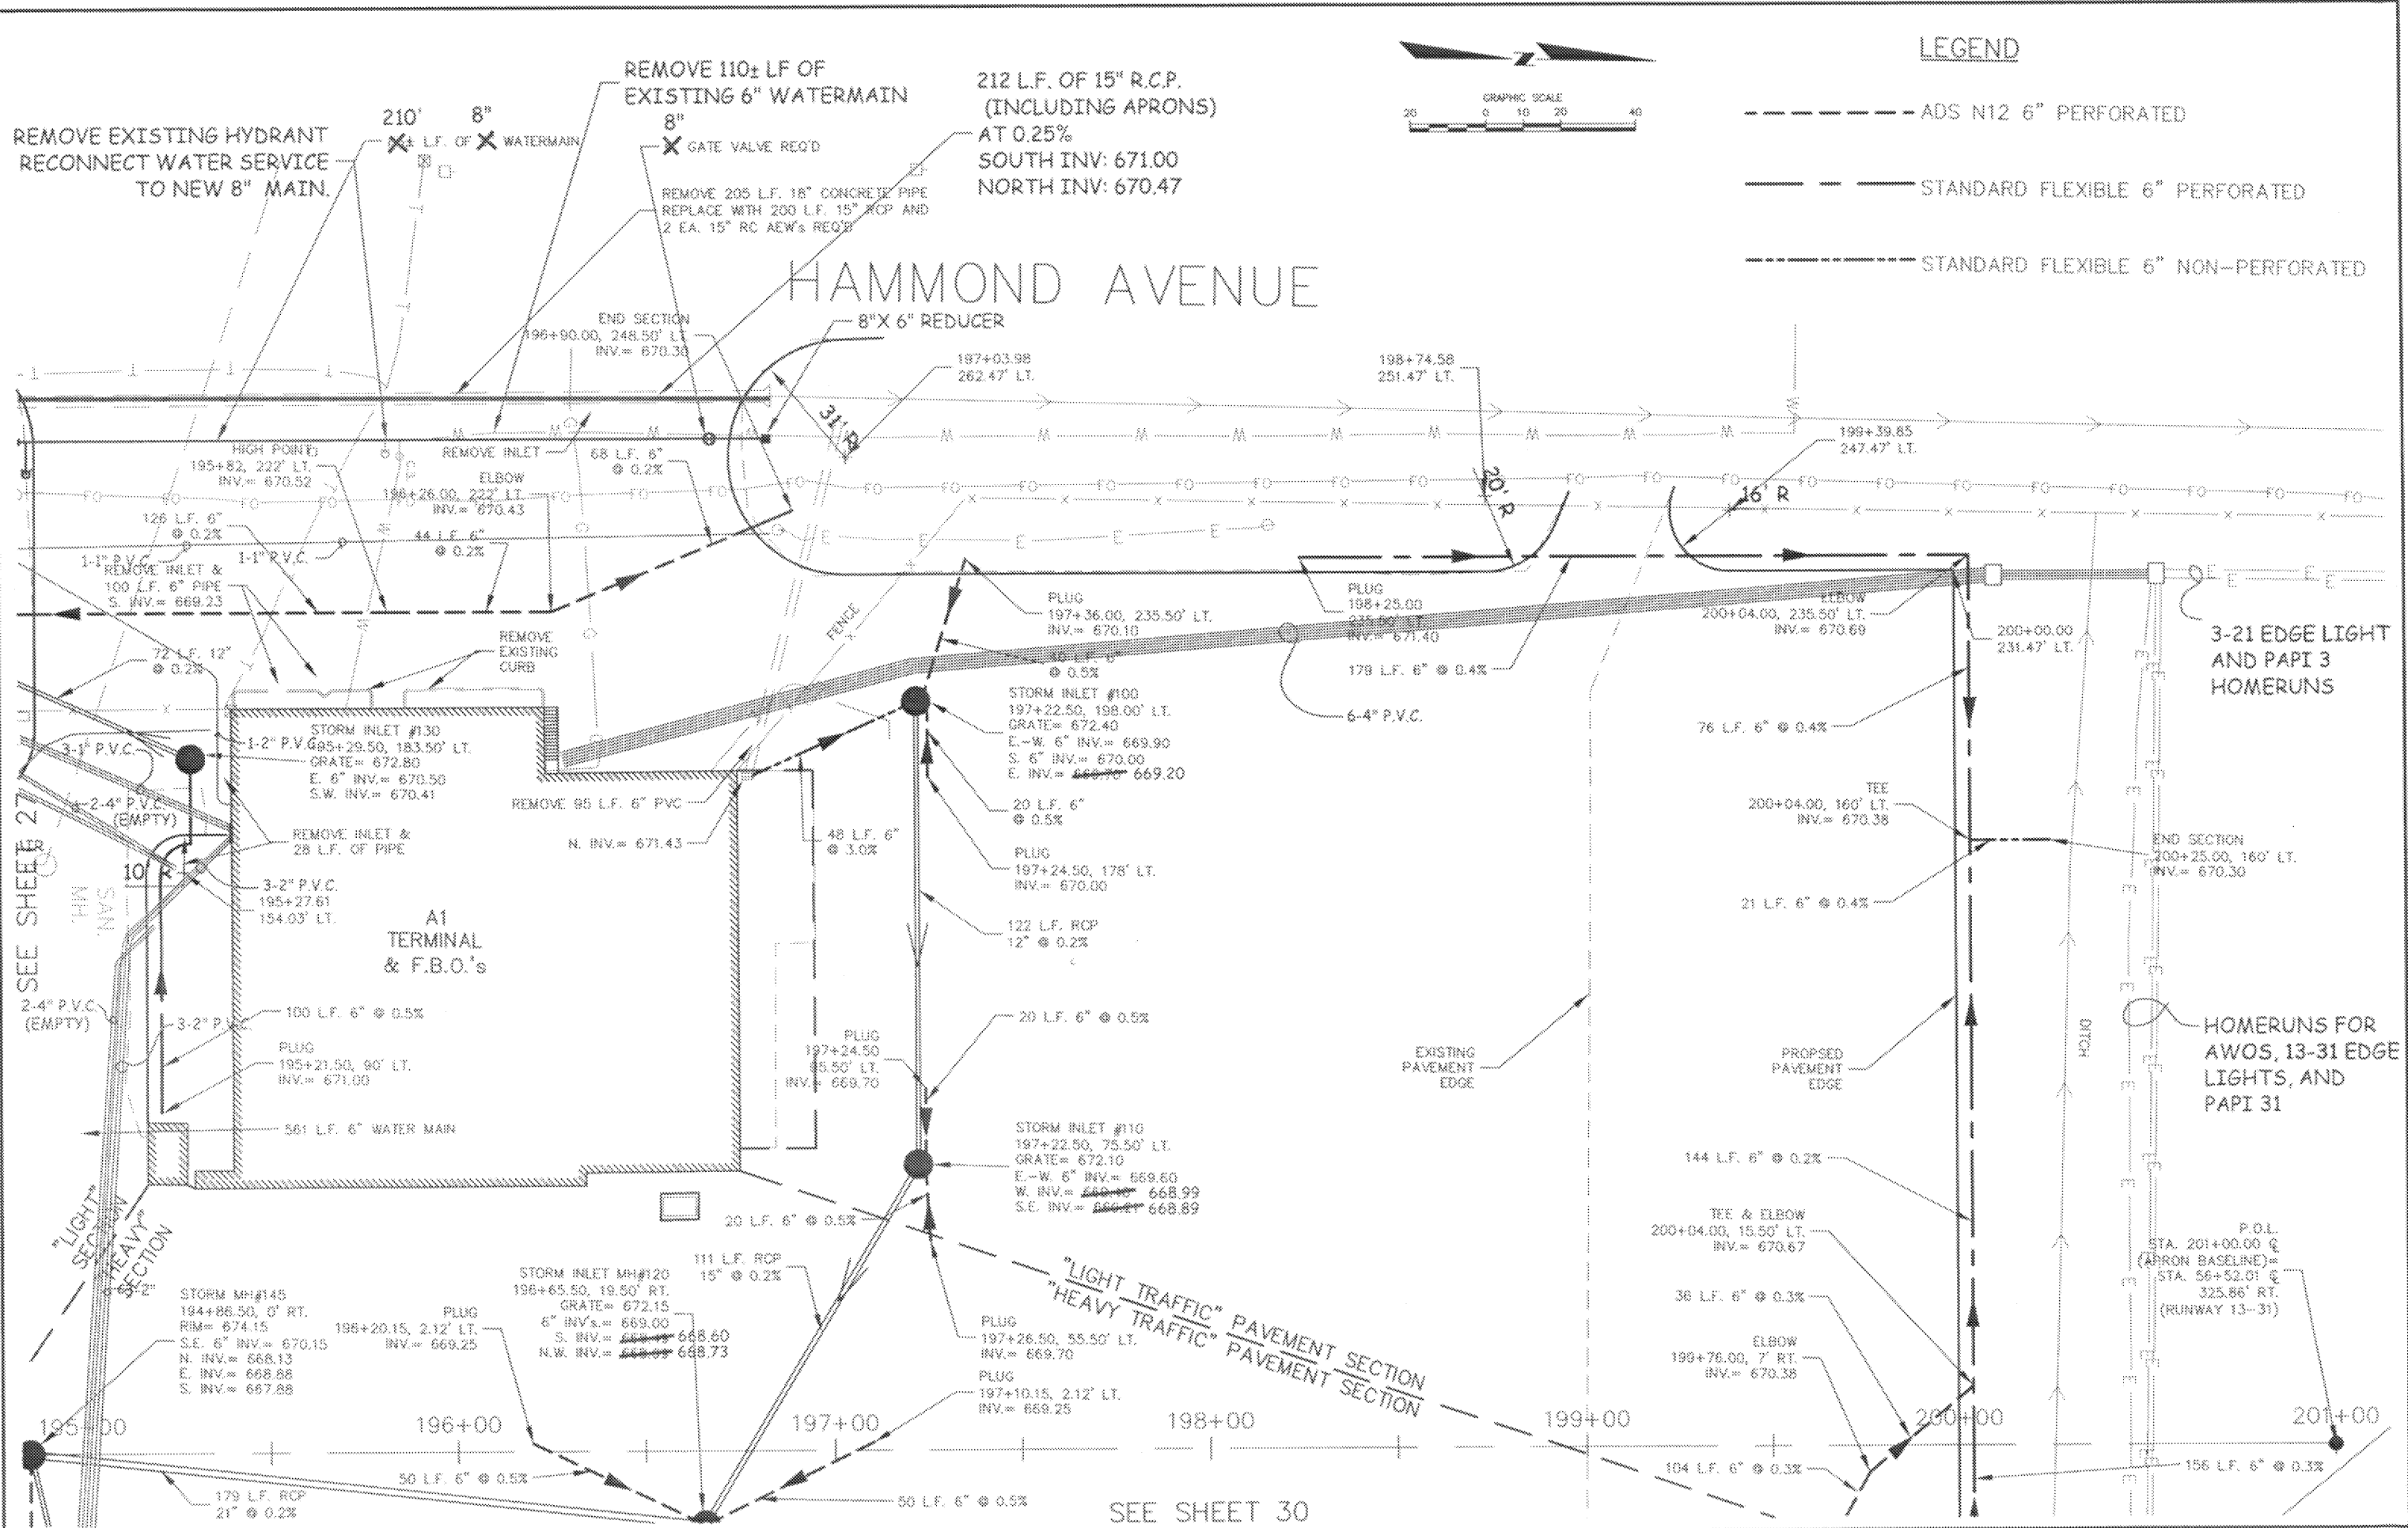 LEGEND
ADS N12 6" PERFORATED
STANDARD FLEXIBLE 6" PERFORATED
STANDARD FLEXIBLE 6" NON-PERFORATED
GRAPHIC SCALE
20 0 10 20 40
REMOVE EXISTING HYDRANT
RECONNECT WATER SERVICE
TO NEW 8" MAIN.
210' 8"
± L.F. OF WATERMAIN
REMOVE 110± LF OF
EXISTING 6" WATERMAIN
8"
GATE VALVE REQ'D
REMOVE 205 L.F. 18" CONCRETE PIPE
REPLACE WITH 200 L.F. 15" RCP AND
2 EA. 15" RC AEW's REQ'D
212 L.F. OF 15" R.C.P.
(INCLUDING APRONS)
AT 0.25%
SOUTH INV: 671.00
NORTH INV: 670.47
HAMMOND AVENUE
END SECTION
196+90.00, 248.50' LT.
INV.= 670.30
8"X 6" REDUCER
197+03.98
262.47' LT.
31' R
198+74.58
251.47' LT.
20' R
199+39.85
247.47' LT.
16' R
HIGH POINT
195+82, 222' LT.
INV.= 670.52
REMOVE INLET
ELBOW
196+26.00, 222' LT.
INV.= 670.43
68 L.F. 6"
@ 0.2%
126 L.F. 6"
@ 0.2%
44 L.F. 6"
@ 0.2%
1-1" P.V.C.
1-1" P.V.C.
REMOVE INLET &
100 L.F. 6" PIPE
S. INV.= 669.23
72 L.F. 12"
@ 0.2%
REMOVE
EXISTING
CURB
FENCE
PLUG
197+36.00, 235.50' LT.
INV.= 670.10
40 L.F. 6"
@ 0.5%
PLUG
198+25.00
235.00' LT.
INV.= 671.40
179 L.F. 6" @ 0.4%
6-4" P.V.C.
ELBOW
200+04.00, 235.50' LT.
INV.= 670.69
200+00.00
231.47' LT.
3-21 EDGE LIGHT
AND PAPI 3
HOMERUNS
76 L.F. 6" @ 0.4%
STORM INLET #130
195+29.50, 183.50' LT.
GRATE= 672.80
E. 6" INV.= 670.50
S.W. INV.= 670.41
1-2" P.V.C.
3-1" P.V.C.
2-4" P.V.C.
(EMPTY)
REMOVE INLET &
28 L.F. OF PIPE
3-2" P.V.C.
195+27.61
154.03' LT.
10' R
SEE SHEET 27
SAN.
MH.
A1
TERMINAL
& F.B.O.'s
REMOVE 95 L.F. 6" PVC
N. INV.= 671.43
48 L.F. 6"
@ 3.0%
STORM INLET #100
197+22.50, 198.00' LT.
GRATE= 672.40
E.-W. 6" INV.= 669.90
S. 6" INV.= 670.00
E. INV.= 669.20
20 L.F. 6"
@ 0.5%
PLUG
197+24.50, 178' LT.
INV.= 670.00
122 L.F. RCP
12" @ 0.2%
TEE
200+04.00, 160' LT.
INV.= 670.38
END SECTION
200+25.00, 160' LT.
INV.= 670.30
21 L.F. 6" @ 0.4%
2-4" P.V.C.
(EMPTY)
3-2" P.V.C.
100 L.F. 6" @ 0.5%
PLUG
195+21.50, 90' LT.
INV.= 671.00
561 L.F. 6" WATER MAIN
PLUG
197+24.50
85.50' LT.
INV.= 669.70
20 L.F. 6" @ 0.5%
EXISTING
PAVEMENT
EDGE
PROPSED
PAVEMENT
EDGE
DITCH
HOMERUNS FOR
AWOS, 13-31 EDGE
LIGHTS, AND
PAPI 31
STORM INLET #110
197+22.50, 75.50' LT.
GRATE= 672.10
E.-W. 6" INV.= 669.60
W. INV.= 668.99
S.E. INV.= 668.89
144 L.F. 6" @ 0.2%
20 L.F. 6" @ 0.5%
TEE & ELBOW
200+04.00, 15.50' LT.
INV.= 670.67
P.O.L.
STA. 201+00.00 ℄
(APRON BASELINE)=
STA. 56+52.01 ℄
325.86' RT.
(RUNWAY 13-31)
"LIGHT"
SECTION
"HEAVY"
SECTION
111 L.F. RCP
15" @ 0.2%
"LIGHT TRAFFIC" PAVEMENT SECTION
"HEAVY TRAFFIC" PAVEMENT SECTION
STORM MH#145
194+86.50, 0' RT.
RIM= 674.15
S.E. 6" INV.= 670.15
N. INV.= 668.13
E. INV.= 668.88
S. INV.= 667.88
PLUG
196+20.15, 2.12' LT.
INV.= 669.25
STORM INLET MH#120
196+65.50, 19.50' RT.
GRATE= 672.15
6" INV's.= 669.00
S. INV.= 668.60
N.W. INV.= 668.73
PLUG
197+26.50, 55.50' LT.
INV.= 669.70
PLUG
197+10.15, 2.12' LT.
INV.= 669.25
36 L.F. 6" @ 0.3%
ELBOW
199+76.00, 7' RT.
INV.= 670.38
195+00 196+00 197+00 198+00 199+00 200+00 201+00
50 L.F. 6" @ 0.5%
104 L.F. 6" @ 0.3%
156 L.F. 6" @ 0.3%
179 L.F. RCP
21" @ 0.2%
50 L.F. 6" @ 0.5%
SEE SHEET 30